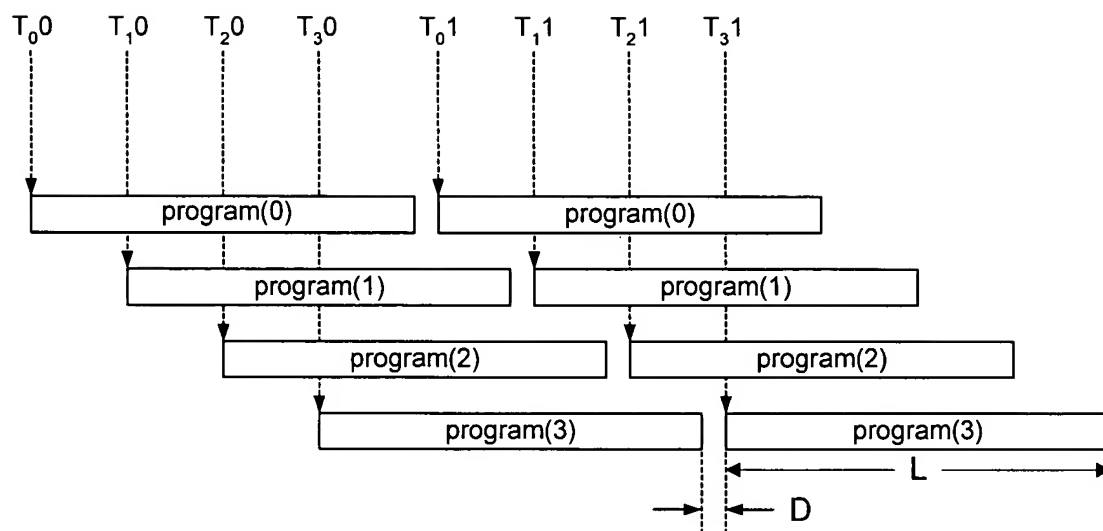 T₀0 T₁0 T₂0 T₃0 T₀1 T₁1 T₂1 T₃1
program(0) program(0)
program(1) program(1)
program(2) program(2)
program(3) program(3)
L
D